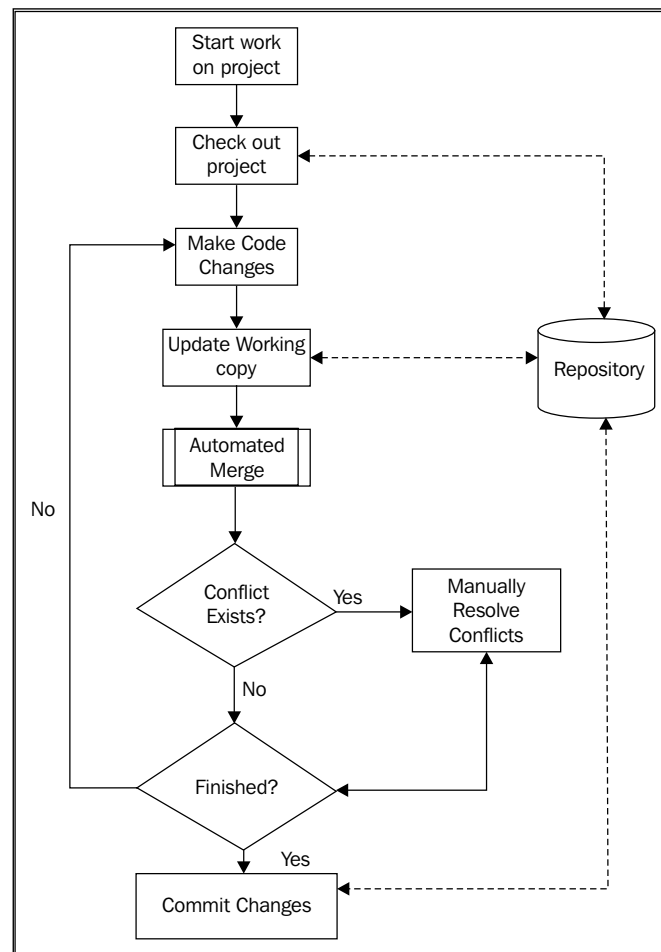 Start work
on project
Check out
project
Make Code
Changes
Update Working
copy
Repository
Automated
Merge
No
Conflict
Exists?
Yes
Manually
Resolve
Conflicts
No
Finished?
Yes
Commit Changes